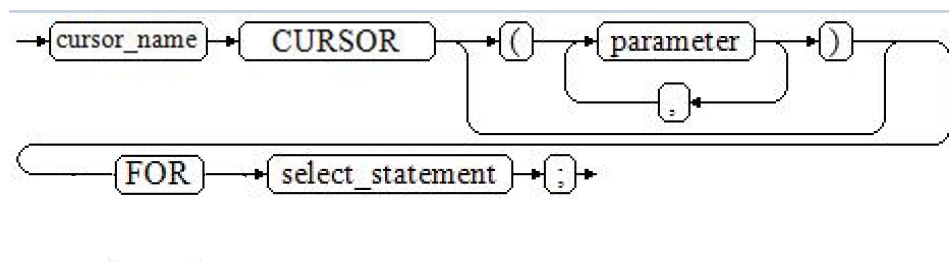 cursor_name CURSOR ( parameter )
,
FOR select_statement ;